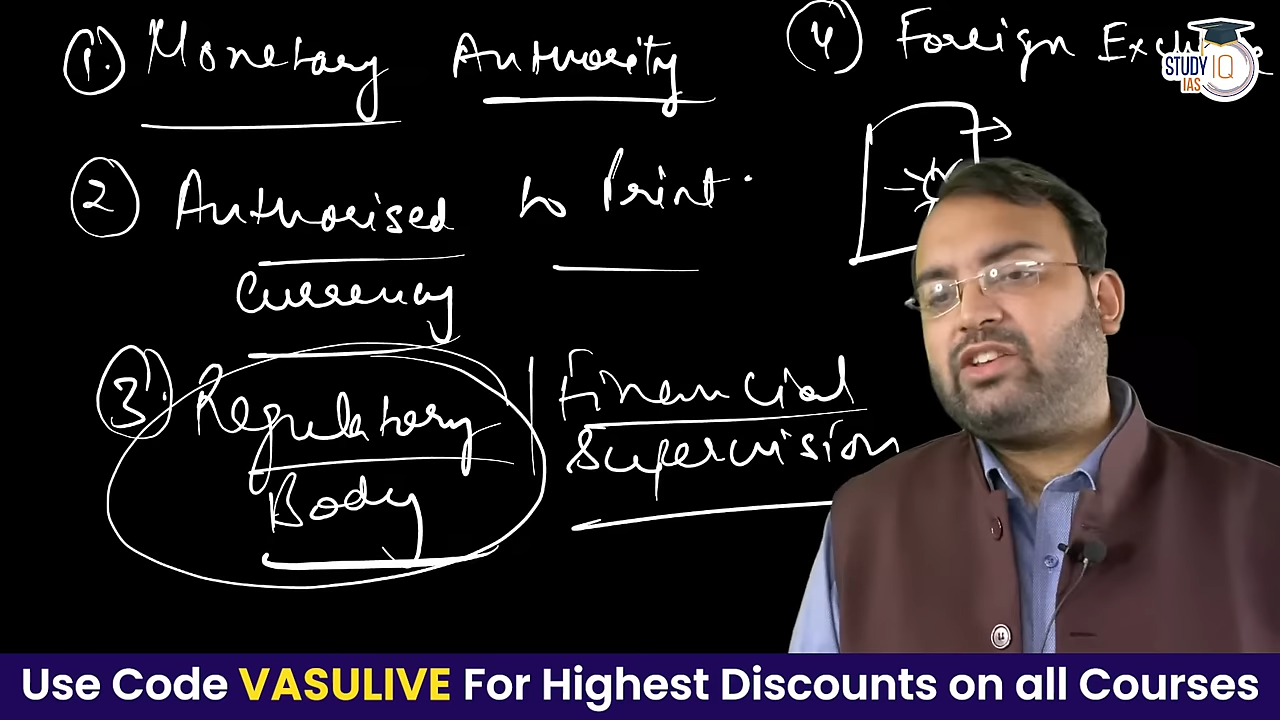 1. Monetary Authority
2 Authorised to Print.
Currency
3. Regulatory
Body
Financial
Supervision
4 Foreign
STUDY IQ
IAS
Use Code VASULIVE For Highest Discounts on all Courses